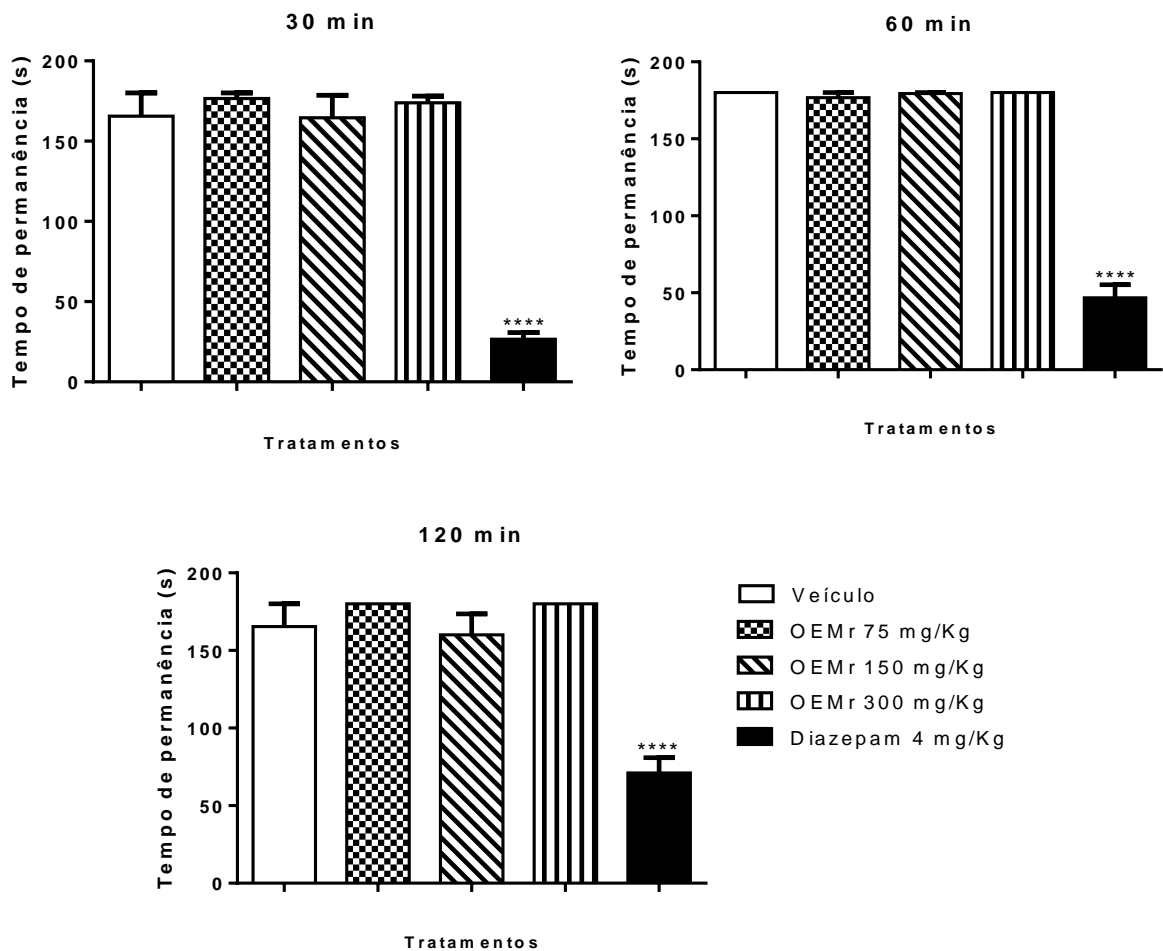 30 min
Tempo de permanência (s)
200
150
100
50
0
****
Tratamentos
60 min
Tempo de permanência (s)
200
150
100
50
0
****
Tratamentos
120 min
Tempo de permanência (s)
200
150
100
50
0
****
Tratamentos
Veículo
OEMr 75 mg/Kg
OEMr 150 mg/Kg
OEMr 300 mg/Kg
Diazepam 4 mg/Kg